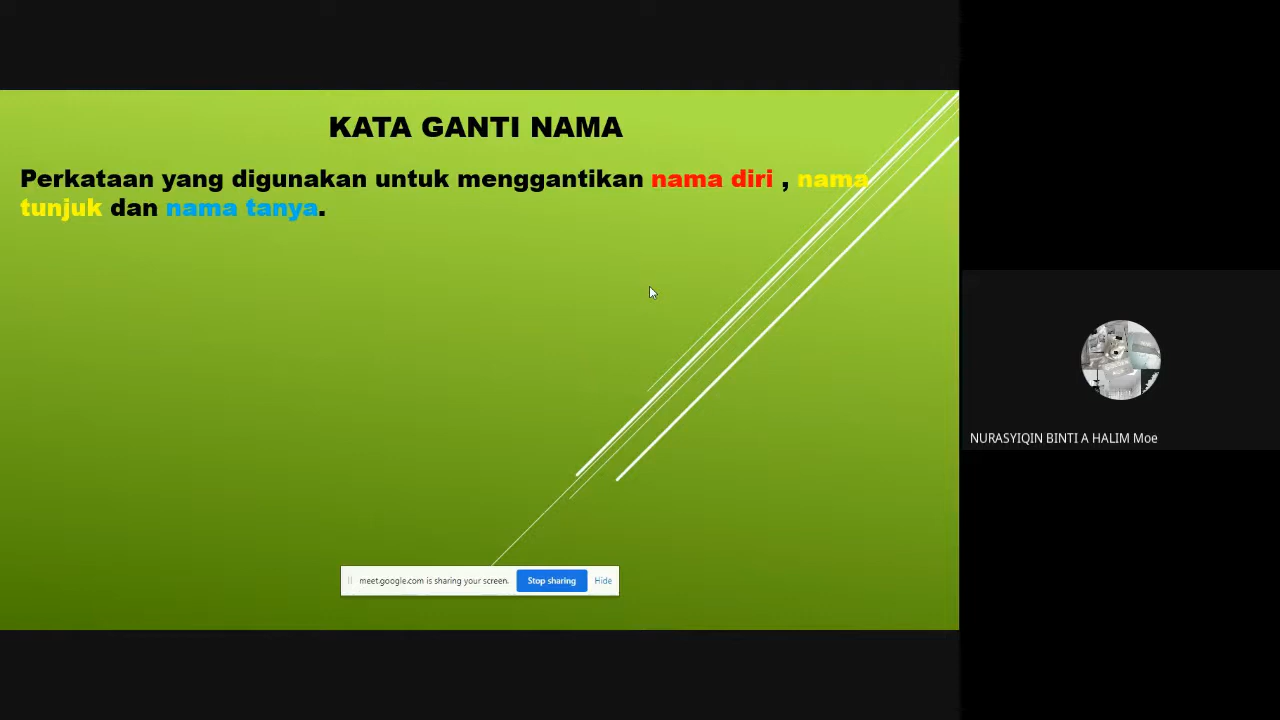 KATA GANTI NAMA
Perkataan yang digunakan untuk menggantikan nama diri , nama
tunjuk dan nama tanya.
NURASYIQIN BINTI A HALIM Moe
meet.google.com is sharing your screen. Stop sharing Hide